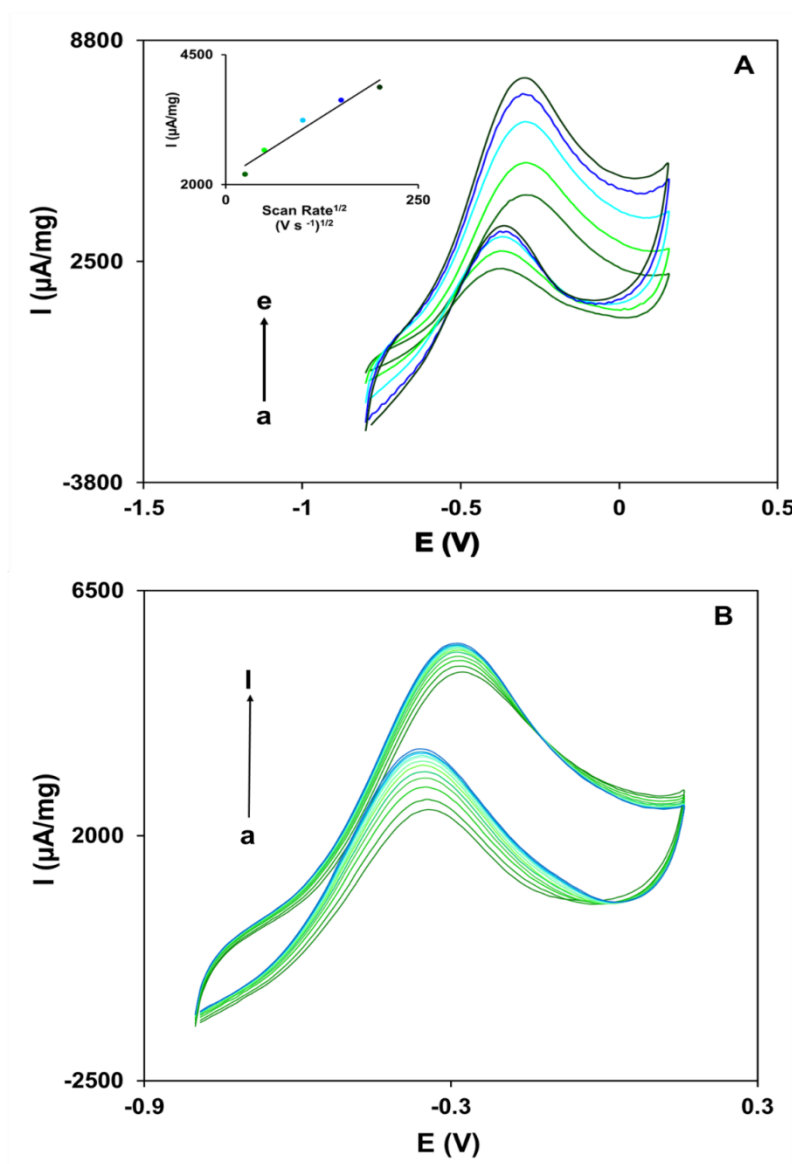 8800
A
4500
I (µA/mg)
2000
0
250
Scan Rate1/2
(V s -1)1/2
I (µA/mg)
2500
e
a
-3800
-1.5
-1
-0.5
0
0.5
E (V)
6500
B
l
I (µA/mg)
2000
a
-2500
-0.9
-0.3
0.3
E (V)